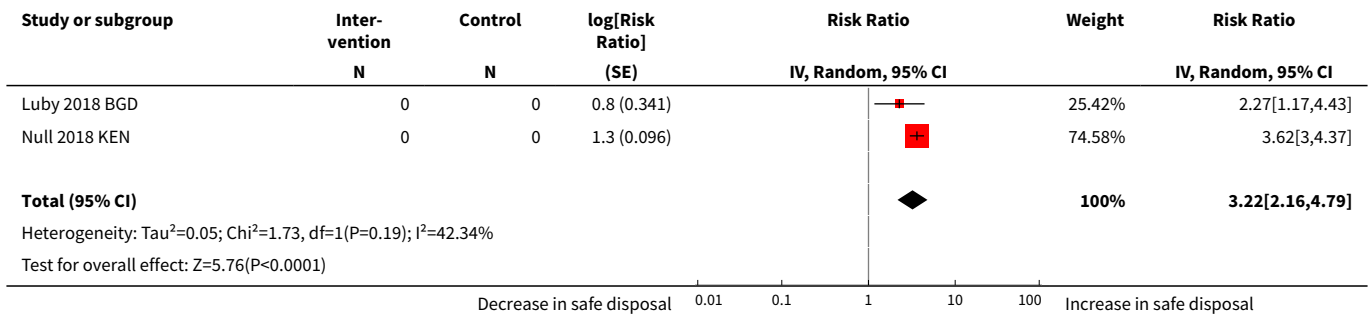 Study or subgroup Inter- Control log[Risk Risk Ratio Weight Risk Ratio
vention Ratio]
N N (SE) IV, Random, 95% CI IV, Random, 95% CI
Luby 2018 BGD 0 0 0.8 (0.341) 25.42% 2.27[1.17,4.43]
Null 2018 KEN 0 0 1.3 (0.096) 74.58% 3.62[3,4.37]
Total (95% CI) 100% 3.22[2.16,4.79]
Heterogeneity: Tau²=0.05; Chi²=1.73, df=1(P=0.19); I²=42.34%
Test for overall effect: Z=5.76(P<0.0001)
Decrease in safe disposal 0.01 0.1 1 10 100 Increase in safe disposal